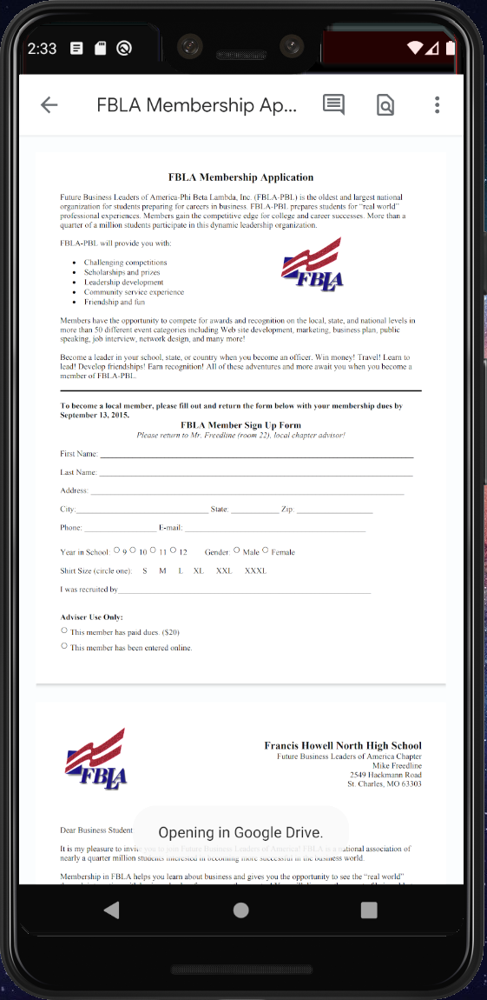 2:33
FBLA Membership Ap...
FBLA Membership Application
Future Business Leaders of America-Phi Beta Lambda, Inc. (FBLA-PBL) is the oldest and largest national
organization for students preparing for careers in business. FBLA-PBL prepares students for “real world”
professional experiences. Members gain the competitive edge for college and career successes. More than a
quarter of a million students participate in this dynamic leadership organization.
FBLA-PBL will provide you with:
• Challenging competitions
• Scholarships and prizes
• Leadership development
• Community service experience
• Friendship and fun
FBLA
Members have the opportunity to compete for awards and recognition on the local, state, and national levels in
more than 50 different event categories including Web site development, marketing, business plan, public
speaking, job interview, network design, and many more!
Become a leader in your school, state, or country when you become an officer. Win money! Travel! Learn to
lead! Develop friendships! Earn recognition! All of these adventures and more await you when you become a
member of FBLA-PBL.
To become a local member, please fill out and return the form below with your membership dues by
September 13, 2015.
FBLA Member Sign Up Form
Please return to Mr. Freedline (room 22), local chapter advisor!
First Name:
Last Name:
Address:
City: State: Zip:
Phone: E-mail:
Year in School: 9 10 11 12 Gender: Male Female
Shirt Size (circle one): S M L XL XXL XXXL
I was recruited by
Adviser Use Only:
This member has paid dues. ($20)
This member has been entered online.
FBLA
Francis Howell North High School
Future Business Leaders of America Chapter
Mike Freedline
2549 Hackmann Road
St. Charles, MO 63303
Dear Business Student
Opening in Google Drive.
It is my pleasure to invite you to join Future Business Leaders of America! FBLA is a national association of
nearly a quarter million students interested in becoming more successful in the business world.
Membership in FBLA helps you learn about business and gives you the opportunity to see the “real world”